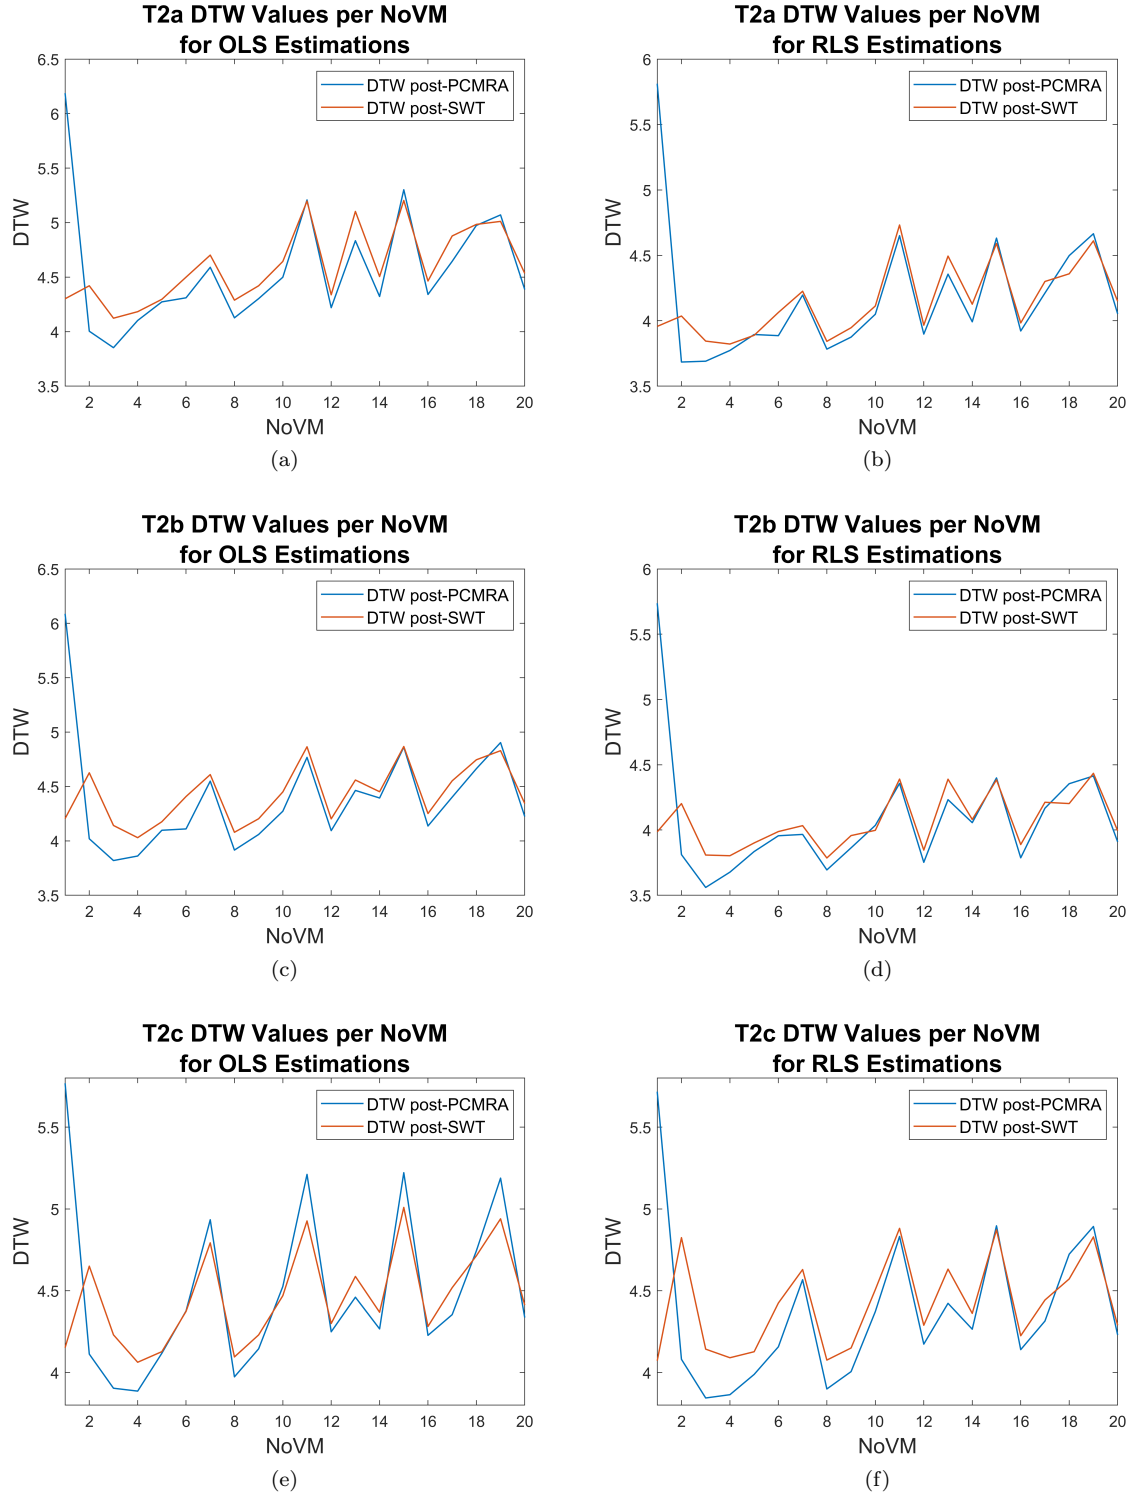 T2a DTW Values per NoVM
for OLS Estimations
DTW post-PCMRA
DTW post-SWT
6.5
6
5.5
5
4.5
4
3.5
DTW
2 4 6 8 10 12 14 16 18 20
NoVM
(a)
T2a DTW Values per NoVM
for RLS Estimations
DTW post-PCMRA
DTW post-SWT
6
5.5
5
4.5
4
3.5
DTW
2 4 6 8 10 12 14 16 18 20
NoVM
(b)
T2b DTW Values per NoVM
for OLS Estimations
DTW post-PCMRA
DTW post-SWT
6.5
6
5.5
5
4.5
4
3.5
DTW
2 4 6 8 10 12 14 16 18 20
NoVM
(c)
T2b DTW Values per NoVM
for RLS Estimations
DTW post-PCMRA
DTW post-SWT
6
5.5
5
4.5
4
3.5
DTW
2 4 6 8 10 12 14 16 18 20
NoVM
(d)
T2c DTW Values per NoVM
for OLS Estimations
DTW post-PCMRA
DTW post-SWT
5.5
5
4.5
4
DTW
2 4 6 8 10 12 14 16 18 20
NoVM
(e)
T2c DTW Values per NoVM
for RLS Estimations
DTW post-PCMRA
DTW post-SWT
5.5
5
4.5
4
DTW
2 4 6 8 10 12 14 16 18 20
NoVM
(f)